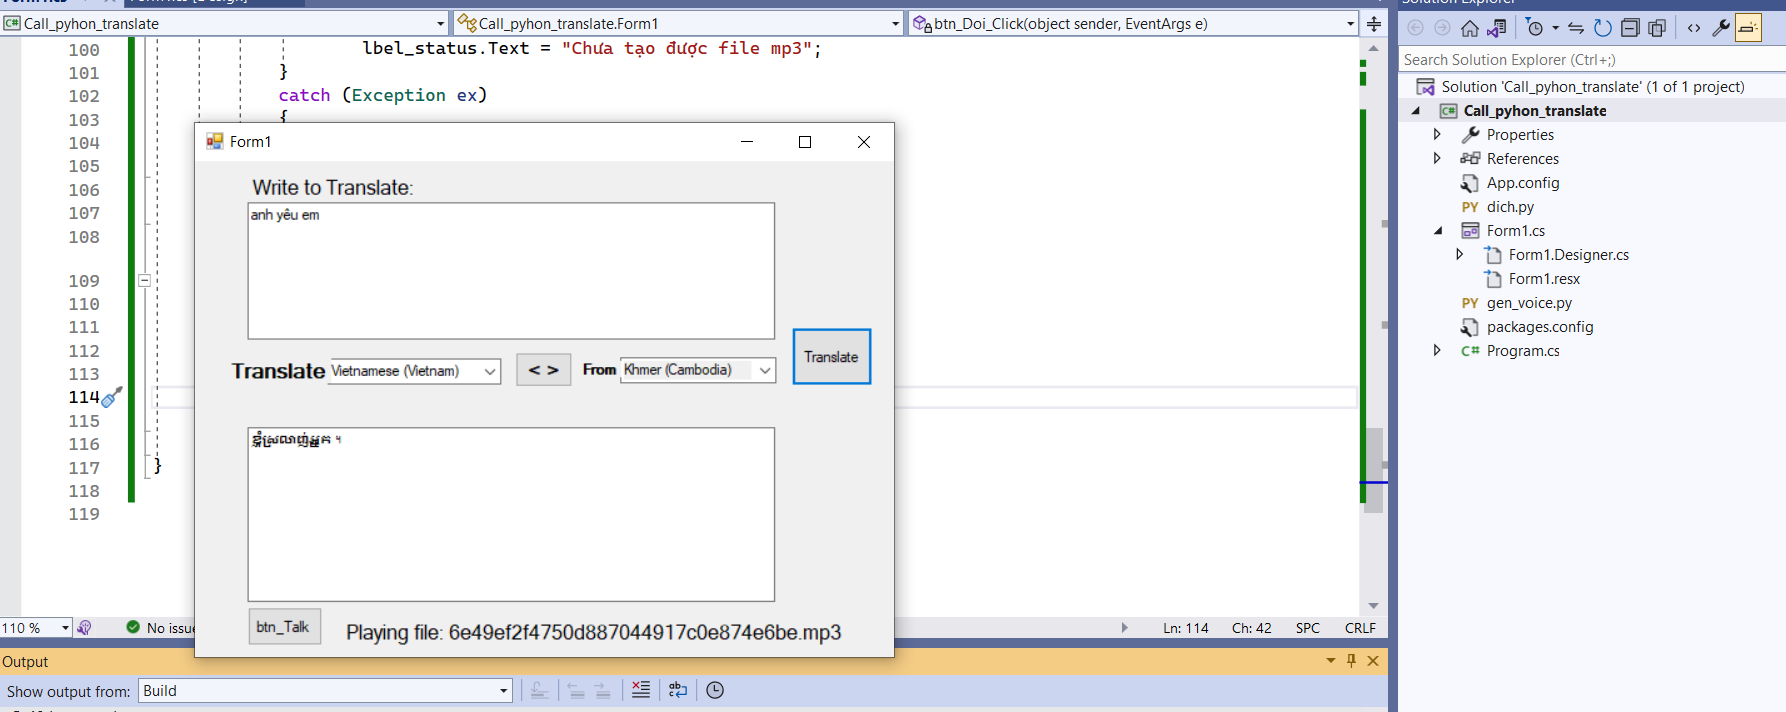 Call_pyhon_translate
Call_pyhon_translate.Form1
btn_Doi_Click(object sender, EventArgs e)
100 lbel_status.Text = "Chưa tạo được file mp3";
101 }
102 catch (Exception ex)
103 {
104
105
106
107
108
109
110
111
112
113
114
115
116
117 }
118
119
Form1
Write to Translate:
anh yêu em
Translate Vietnamese (Vietnam) < > From Khmer (Cambodia) Translate
ខ្ញុំស្រលាញ់អ្នក ។
btn_Talk Playing file: 6e49ef2f4750d887044917c0e874e6be.mp3
110 % No issue Ln: 114 Ch: 42 SPC CRLF
Output
Show output from: Build
Solution Explorer
Search Solution Explorer (Ctrl+;)
Solution 'Call_pyhon_translate' (1 of 1 project)
C# Call_pyhon_translate
Properties
References
App.config
PY dich.py
Form1.cs
Form1.Designer.cs
Form1.resx
PY gen_voice.py
packages.config
C# Program.cs